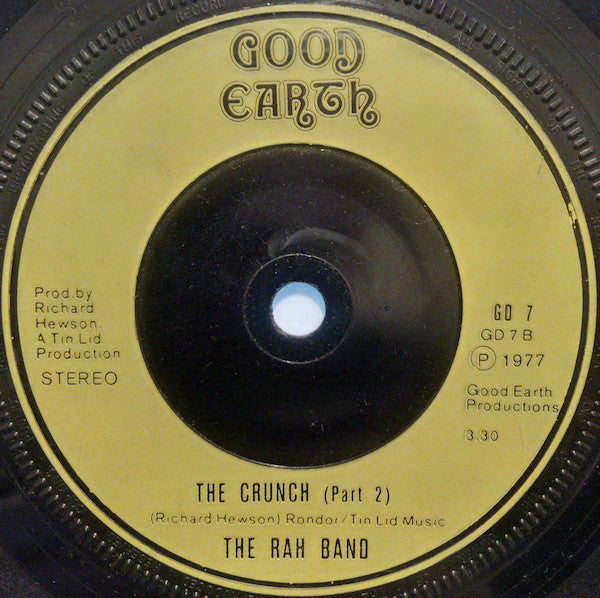 GOOD
EARTH
Prod.by
Richard
Hewson.
A Tin Lid
Production
STEREO
GD 7
GD 7 B
Ⓟ 1977
Good Earth
Productions
3.30
THE CRUNCH (Part 2)
(Richard Hewson) Rondor/Tin Lid Music
THE RAH BAND